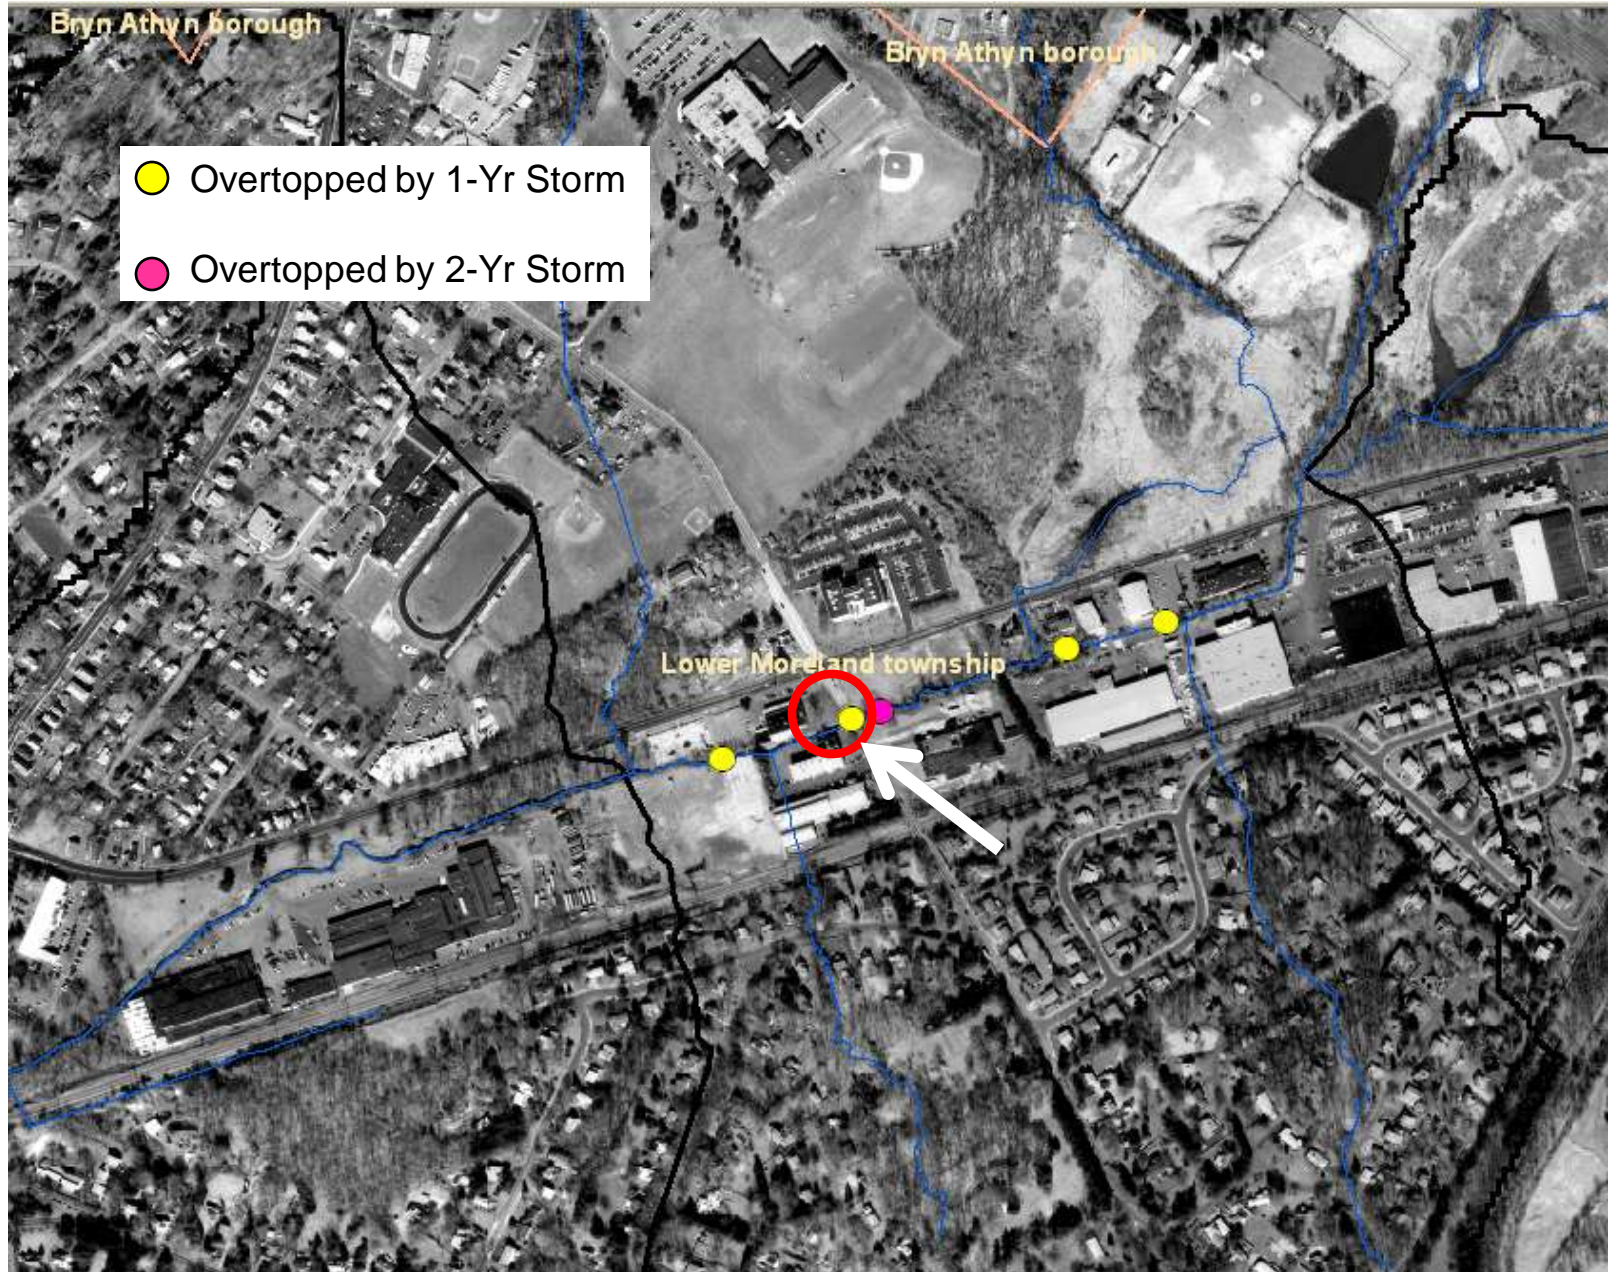 Bryn Athyn borough
Bryn Athyn borough
Overtopped by 1-Yr Storm
Overtopped by 2-Yr Storm
Lower Moreland township